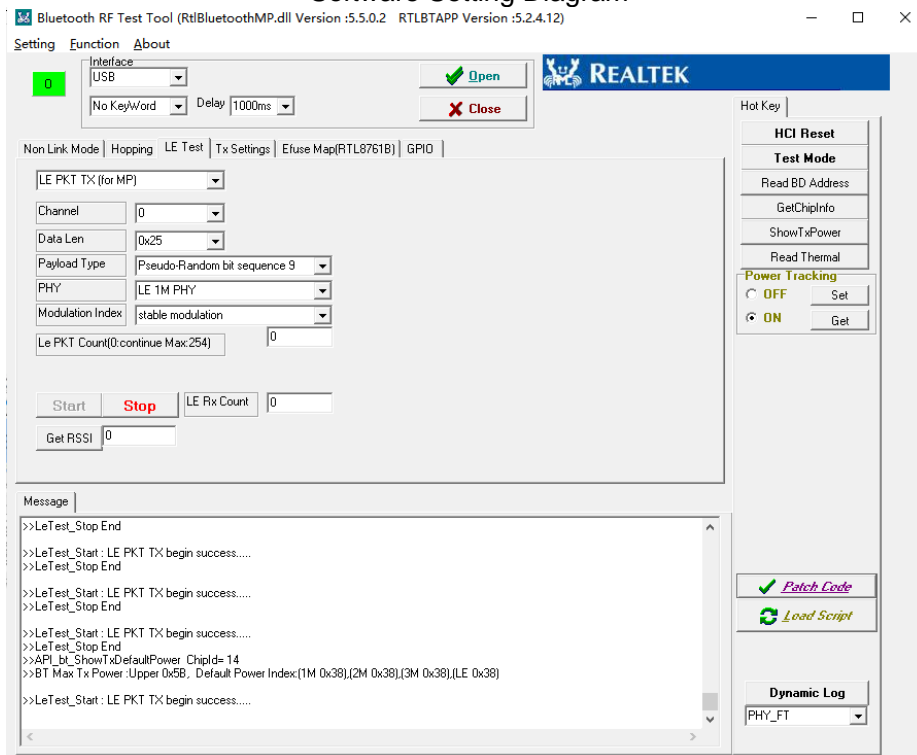 Software Setting Diagram
Bluetooth RF Test Tool (RtlBluetoothMP.dll Version :5.5.0.2 RTLBTAPP Version :5.2.4.12)
Setting Function About
Interface
0
USB
Open
REALTEK
No KeyWord
Delay
1000ms
Close
Hot Key
HCI Reset
Test Mode
Read BD Address
GetChipInfo
ShowTxPower
Read Thermal
Power Tracking
OFF Set
ON Get
Non Link Mode Hopping LE Test Tx Settings Efuse Map(RTL8761B) GPIO
LE PKT TX (for MP)
Channel 0
Data Len 0x25
Payload Type Pseudo-Random bit sequence 9
PHY LE 1M PHY
Modulation Index stable modulation
Le PKT Count(0:continue Max:254) 0
Start Stop LE Rx Count 0
Get RSSI 0
Message
>>LeTest_Stop End
>>LeTest_Start : LE PKT TX begin success.....
>>LeTest_Stop End
>>LeTest_Start : LE PKT TX begin success.....
>>LeTest_Stop End
>>LeTest_Start : LE PKT TX begin success.....
>>LeTest_Stop End
>>API_bt_ShowTxDefaultPower ChipId= 14
>>BT Max Tx Power :Upper 0x5B, Default Power Index:(1M 0x38),(2M 0x38),(3M 0x38),(LE 0x38)
>>LeTest_Start : LE PKT TX begin success.....
Patch Code
Load Script
Dynamic Log
PHY_FT